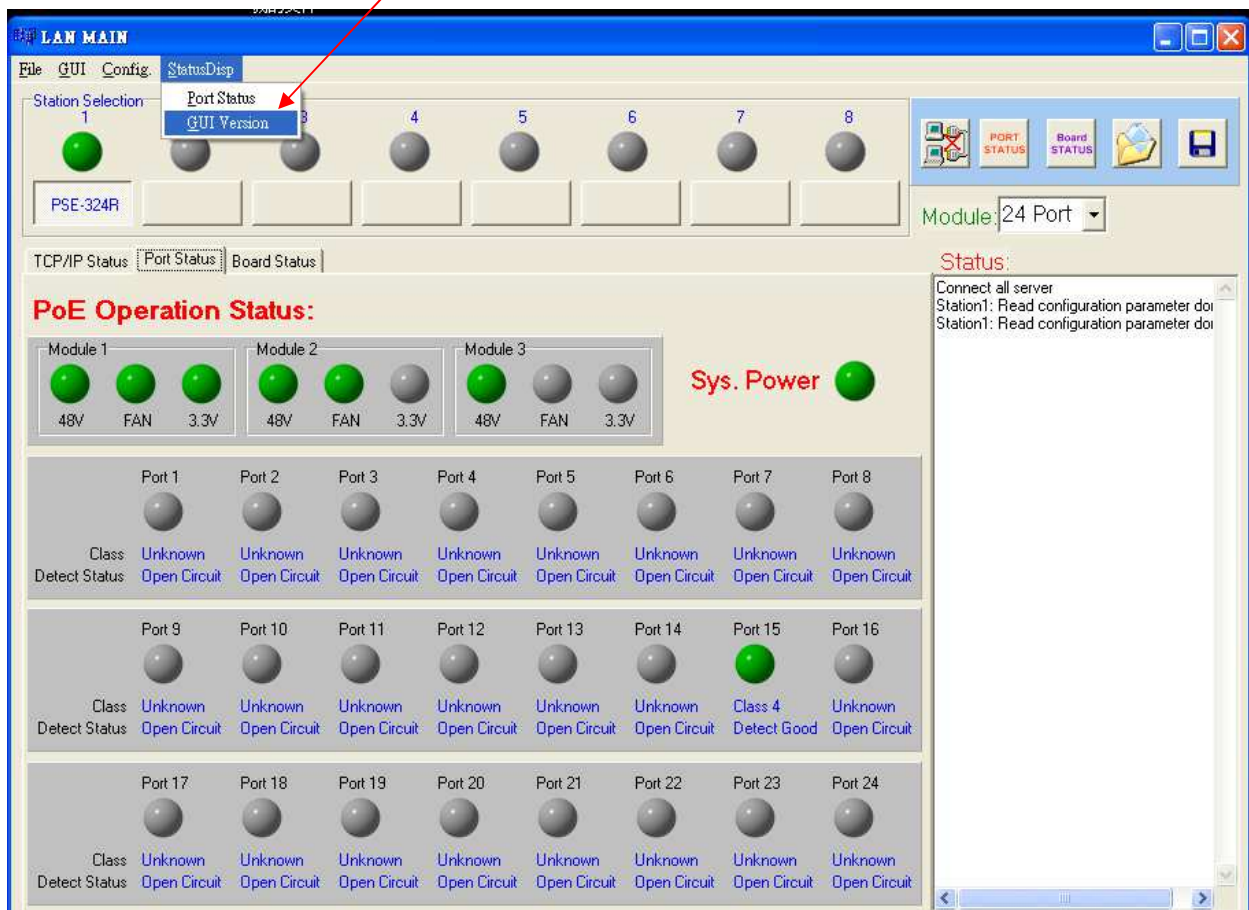 LAN MAIN
File GUI Config. StatusDisp
Port Status
GUI Version
Station Selection
1 3 4 5 6 7 8
PSE-324R
PORT STATUS
Board STATUS
Module: 24 Port
TCP/IP Status Port Status Board Status
Status:
Connect all server
Station1: Read configuration parameter dor
Station1: Read configuration parameter dor
PoE Operation Status:
Module 1 Module 2 Module 3
48V FAN 3.3V 48V FAN 3.3V 48V FAN 3.3V
Sys. Power
Port 1 Port 2 Port 3 Port 4 Port 5 Port 6 Port 7 Port 8
Class Unknown Unknown Unknown Unknown Unknown Unknown Unknown Unknown
Detect Status Open Circuit Open Circuit Open Circuit Open Circuit Open Circuit Open Circuit Open Circuit Open Circuit
Port 9 Port 10 Port 11 Port 12 Port 13 Port 14 Port 15 Port 16
Class Unknown Unknown Unknown Unknown Unknown Unknown Class 4 Unknown
Detect Status Open Circuit Open Circuit Open Circuit Open Circuit Open Circuit Open Circuit Detect Good Open Circuit
Port 17 Port 18 Port 19 Port 20 Port 21 Port 22 Port 23 Port 24
Class Unknown Unknown Unknown Unknown Unknown Unknown Unknown Unknown
Detect Status Open Circuit Open Circuit Open Circuit Open Circuit Open Circuit Open Circuit Open Circuit Open Circuit